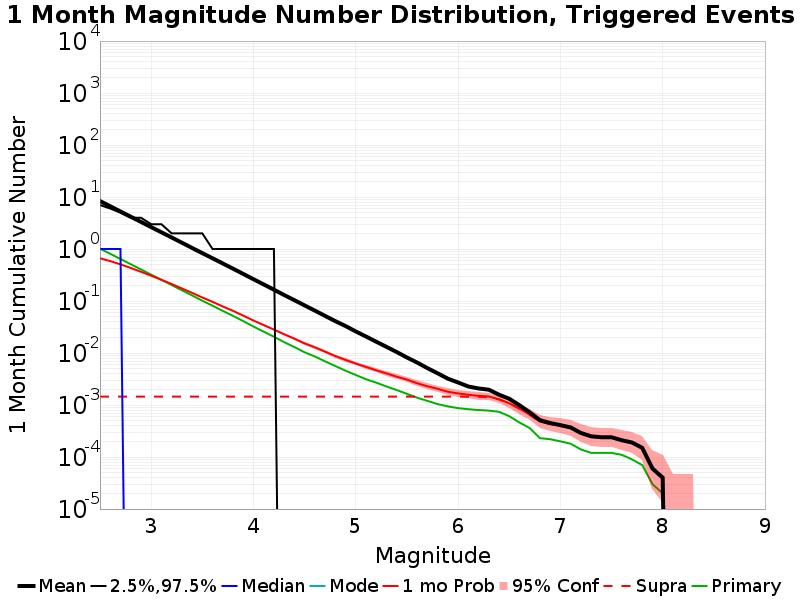 1 Month Magnitude Number Distribution, Triggered Events
1 Month Cumulative Number
10^4
10^3
10^2
10^1
10^0
10^-1
10^-2
10^-3
10^-4
10^-5
3 4 5 6 7 8 9
Magnitude
Mean 2.5%,97.5% Median Mode 1 mo Prob 95% Conf Supra Primary